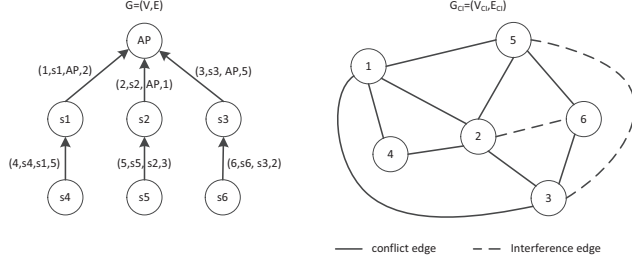 G=(V,E)
AP
(1,s1,AP,2)
(2,s2, AP,1)
(3,s3, AP,5)
s1
s2
s3
(4,s4,s1,5)
(5,s5, s2,3)
(6,s6, s3,2)
s4
s5
s6
G_CI=(V_CI,E_CI)
5
1
6
2
4
3
conflict edge
Interference edge